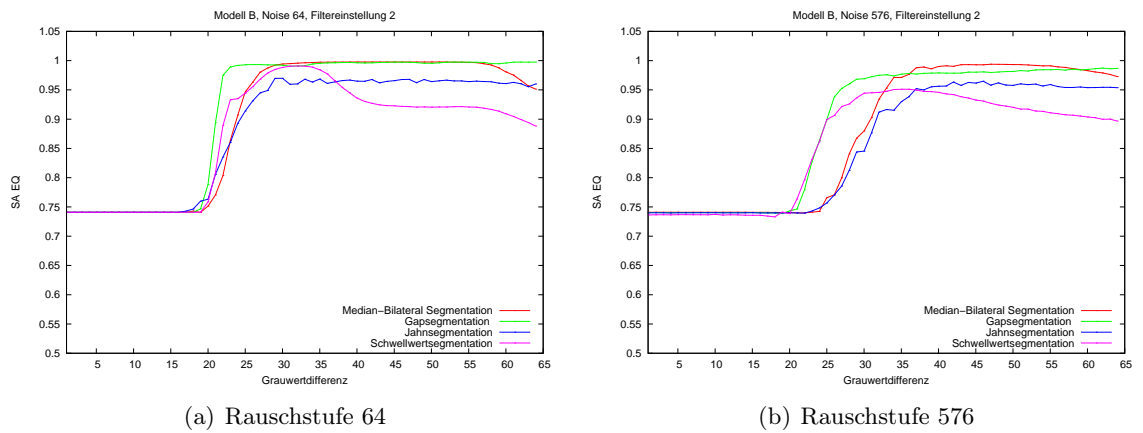 Modell B, Noise 64, Filtereinstellung 2
1.05
1
0.95
0.9
0.85
0.8
0.75
0.7
0.65
0.6
0.55
0.5
SA EQ
Median-Bilateral Segmentation
Gapsegmentation
Jahnsegmentation
Schwellwertsegmentation
5 10 15 20 25 30 35 40 45 50 55 60 65
Grauwertdifferenz
(a) Rauschstufe 64
Modell B, Noise 576, Filtereinstellung 2
1.05
1
0.95
0.9
0.85
0.8
0.75
0.7
0.65
0.6
0.55
0.5
SA EQ
Median-Bilateral Segmentation
Gapsegmentation
Jahnsegmentation
Schwellwertsegmentation
5 10 15 20 25 30 35 40 45 50 55 60 65
Grauwertdifferenz
(b) Rauschstufe 576